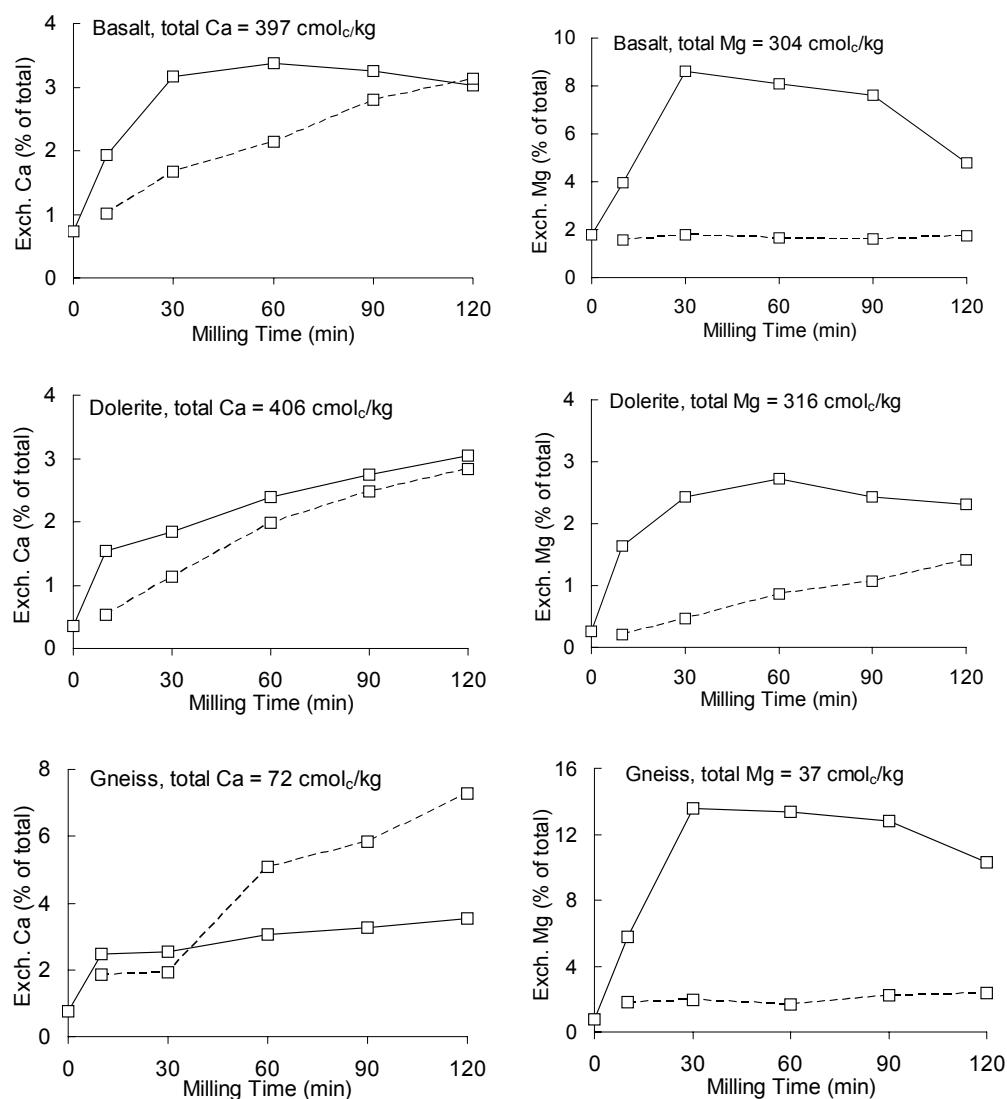 Basalt, total Ca = 397 cmolc/kg
Exch. Ca (% of total)
4
3
2
1
0
0 30 60 90 120
Milling Time (min)
Basalt, total Mg = 304 cmolc/kg
Exch. Mg (% of total)
10
8
6
4
2
0
0 30 60 90 120
Milling Time (min)
Dolerite, total Ca = 406 cmolc/kg
Exch. Ca (% of total)
4
3
2
1
0
0 30 60 90 120
Milling Time (min)
Dolerite, total Mg = 316 cmolc/kg
Exch. Mg (% of total)
4
3
2
1
0
0 30 60 90 120
Milling Time (min)
Gneiss, total Ca = 72 cmolc/kg
Exch. Ca (% of total)
8
6
4
2
0
0 30 60 90 120
Milling Time (min)
Gneiss, total Mg = 37 cmolc/kg
Exch. Mg (% of total)
16
12
8
4
0
0 30 60 90 120
Milling Time (min)